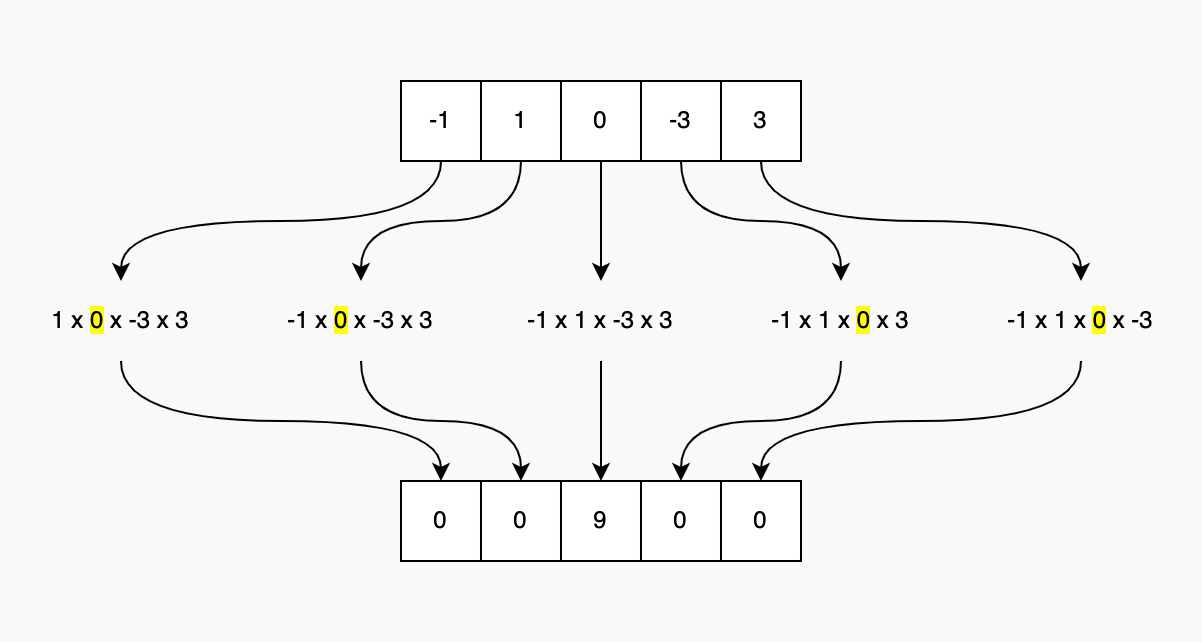 -1 1 0 -3 3
1 x 0 x -3 x 3 -1 x 0 x -3 x 3 -1 x 1 x -3 x 3 -1 x 1 x 0 x 3 -1 x 1 x 0 x -3
0 0 9 0 0